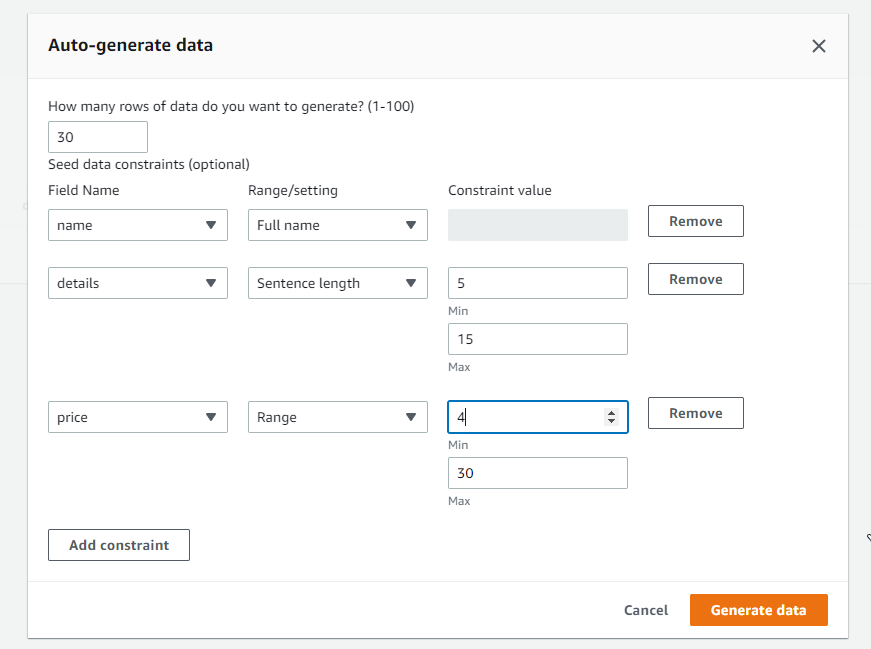 Auto-generate data
How many rows of data do you want to generate? (1-100)
30
Seed data constraints (optional)
Field Name Range/setting Constraint value
name Full name Remove
details Sentence length 5 Remove
Min
15
Max
price Range 4 Remove
Min
30
Max
Add constraint
Cancel Generate data